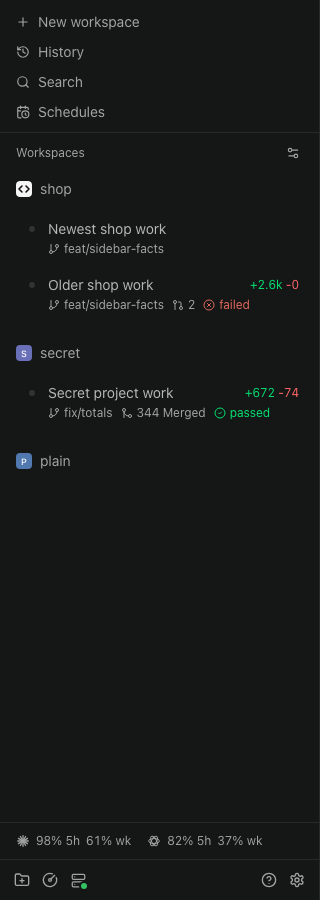 New workspace
History
Search
Schedules
Workspaces
shop
Newest shop work
feat/sidebar-facts
Older shop work +2.6k -0
feat/sidebar-facts 2 failed
S secret
Secret project work +672 -74
fix/totals 344 Merged passed
P plain
98% 5h 61% wk 82% 5h 37% wk